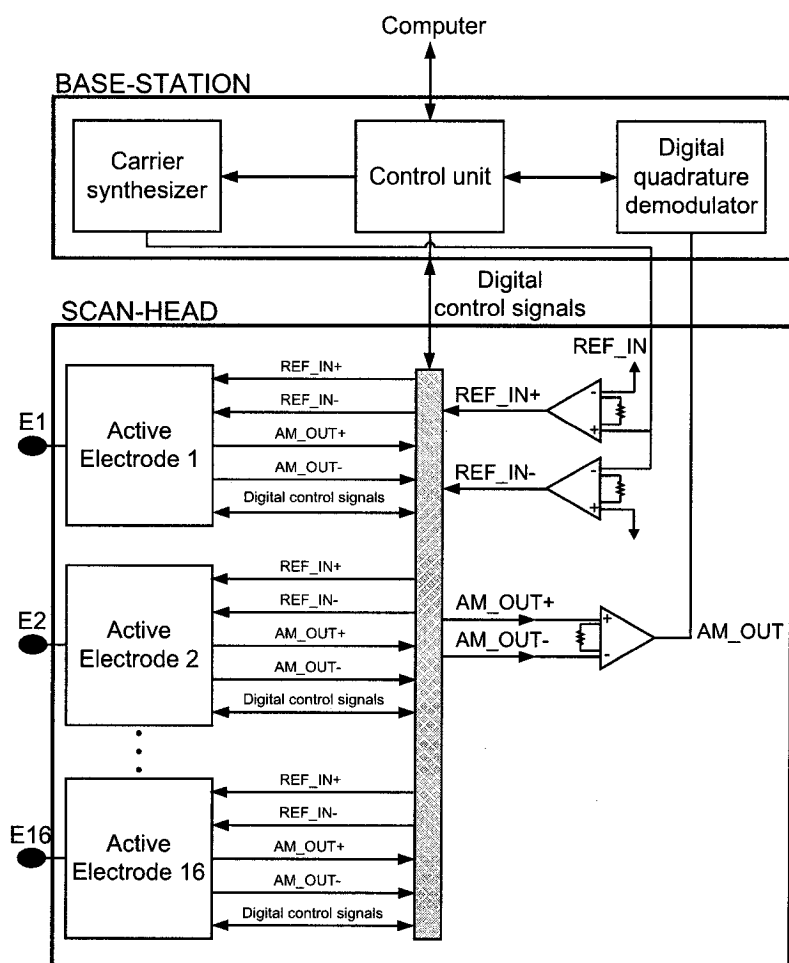 Computer
BASE-STATION
Carrier
synthesizer
Control unit
Digital
quadrature
demodulator
Digital
control signals
SCAN-HEAD
REF_IN
E1
Active
Electrode 1
REF_IN+
REF_IN-
AM_OUT+
AM_OUT-
Digital control signals
REF_IN+
-
+
REF_IN-
-
+
E2
Active
Electrode 2
REF_IN+
REF_IN-
AM_OUT+
AM_OUT-
Digital control signals
AM_OUT+
AM_OUT-
+
-
AM_OUT
E16
Active
Electrode 16
REF_IN+
REF_IN-
AM_OUT+
AM_OUT-
Digital control signals